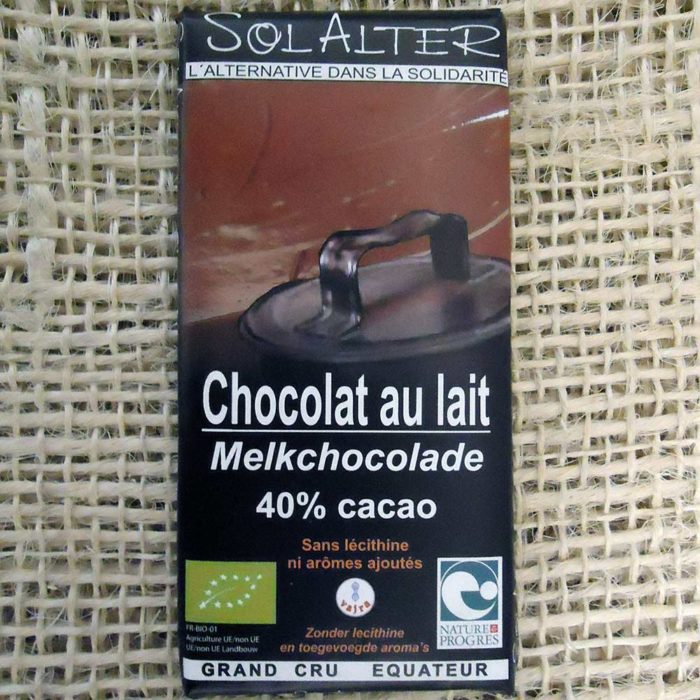 SOLALTER
L'ALTERNATIVE DANS LA SOLIDARITÉ
Chocolat au lait
Melkchocolade
40% cacao
Sans lécithine
ni arômes ajoutés
vajra
Zonder lecithine
en toegevoegde aroma's
FR-BIO-01
Agriculture UE/non UE
UE/non UE Landbouw
NATURE &
PROGRES
GRAND CRU EQUATEUR